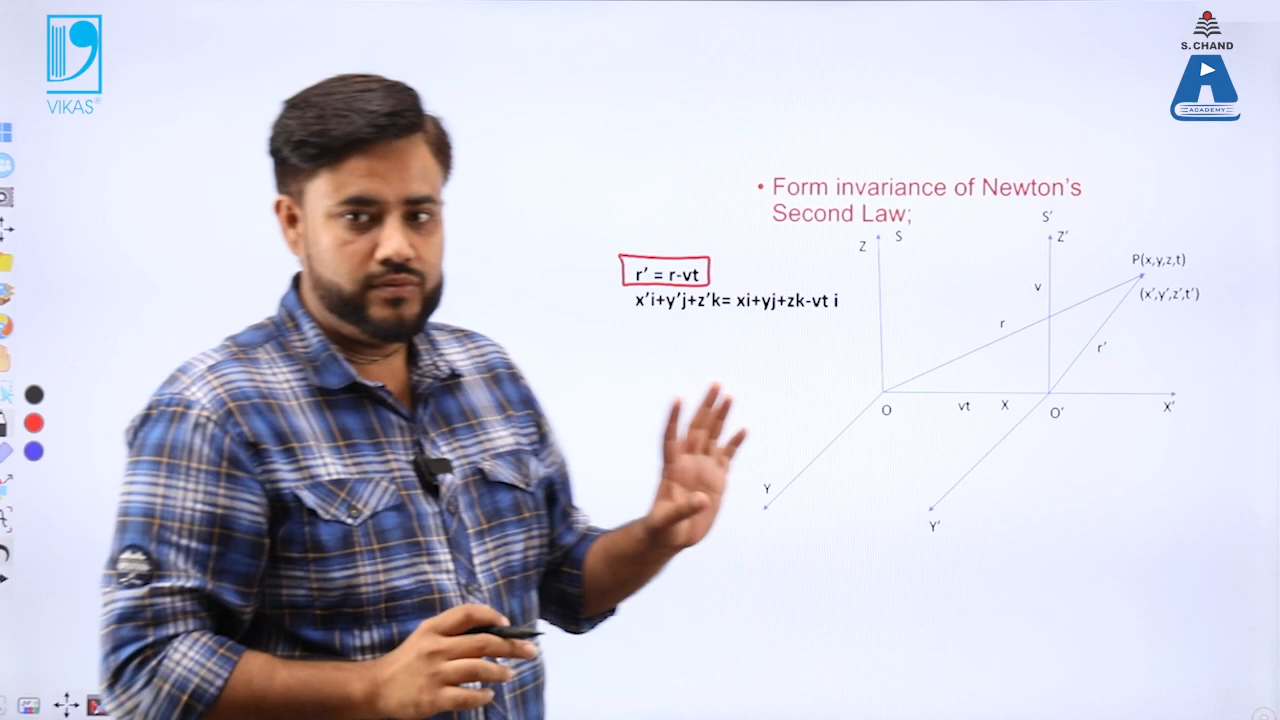 VIKAS®
S. CHAND
ACADEMY
• Form invariance of Newton's
Second Law;
r' = r-vt
x'i+y'j+z'k= xi+yj+zk-vt i
S'
Z S
Z'
P(x,y,z,t)
v
(x',y',z',t')
r
r'
O
vt
X
O'
X'
Y
Y'